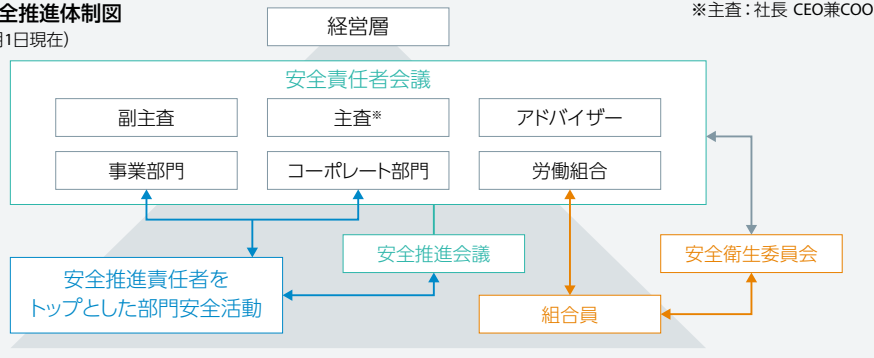 全推進体制図
※主査：社長 CEO兼COO
月1日現在）
経営層
安全責任者会議
副主査
主査※
アドバイザー
事業部門
コーポレート部門
労働組合
安全推進会議
安全衛生委員会
安全推進責任者を
トップとした部門安全活動
組合員